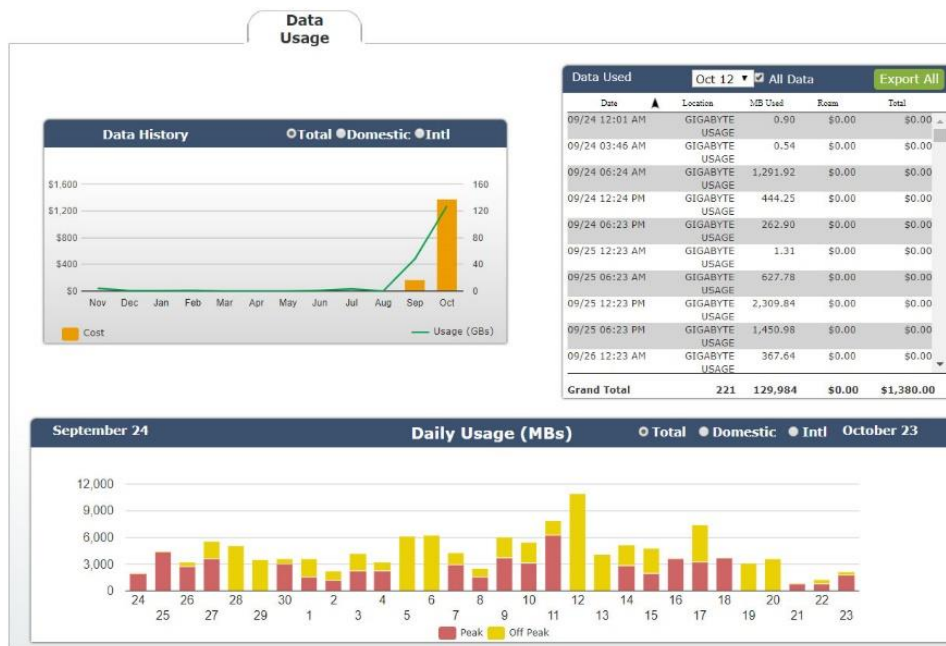 Data
Usage
Data History Total Domestic Intl
$1,600 160
$1,200 120
$800 80
$400 40
$0 0
Nov Dec Jan Feb Mar Apr May Jun Jul Aug Sep Oct
Cost Usage (GBs)
Data Used Oct 12 All Data Export All
Date Location MB Used Roam Total
09/24 12:01 AM GIGABYTE 0.90 $0.00 $0.00
USAGE
09/24 03:46 AM GIGABYTE 0.54 $0.00 $0.00
USAGE
09/24 06:24 AM GIGABYTE 1,291.92 $0.00 $0.00
USAGE
09/24 12:24 PM GIGABYTE 444.25 $0.00 $0.00
USAGE
09/24 06:23 PM GIGABYTE 262.90 $0.00 $0.00
USAGE
09/25 12:23 AM GIGABYTE 1.31 $0.00 $0.00
USAGE
09/25 06:23 AM GIGABYTE 627.78 $0.00 $0.00
USAGE
09/25 12:23 PM GIGABYTE 2,309.84 $0.00 $0.00
USAGE
09/25 06:23 PM GIGABYTE 1,450.98 $0.00 $0.00
USAGE
09/26 12:23 AM GIGABYTE 367.64 $0.00 $0.00
USAGE
Grand Total 221 129,984 $0.00 $1,380.00
September 24 Daily Usage (MBs) Total Domestic Intl October 23
12,000
9,000
6,000
3,000
0
24 26 28 30 2 4 6 8 10 12 14 16 18 20 22
25 27 29 1 3 5 7 9 11 13 15 17 19 21 23
Peak Off Peak